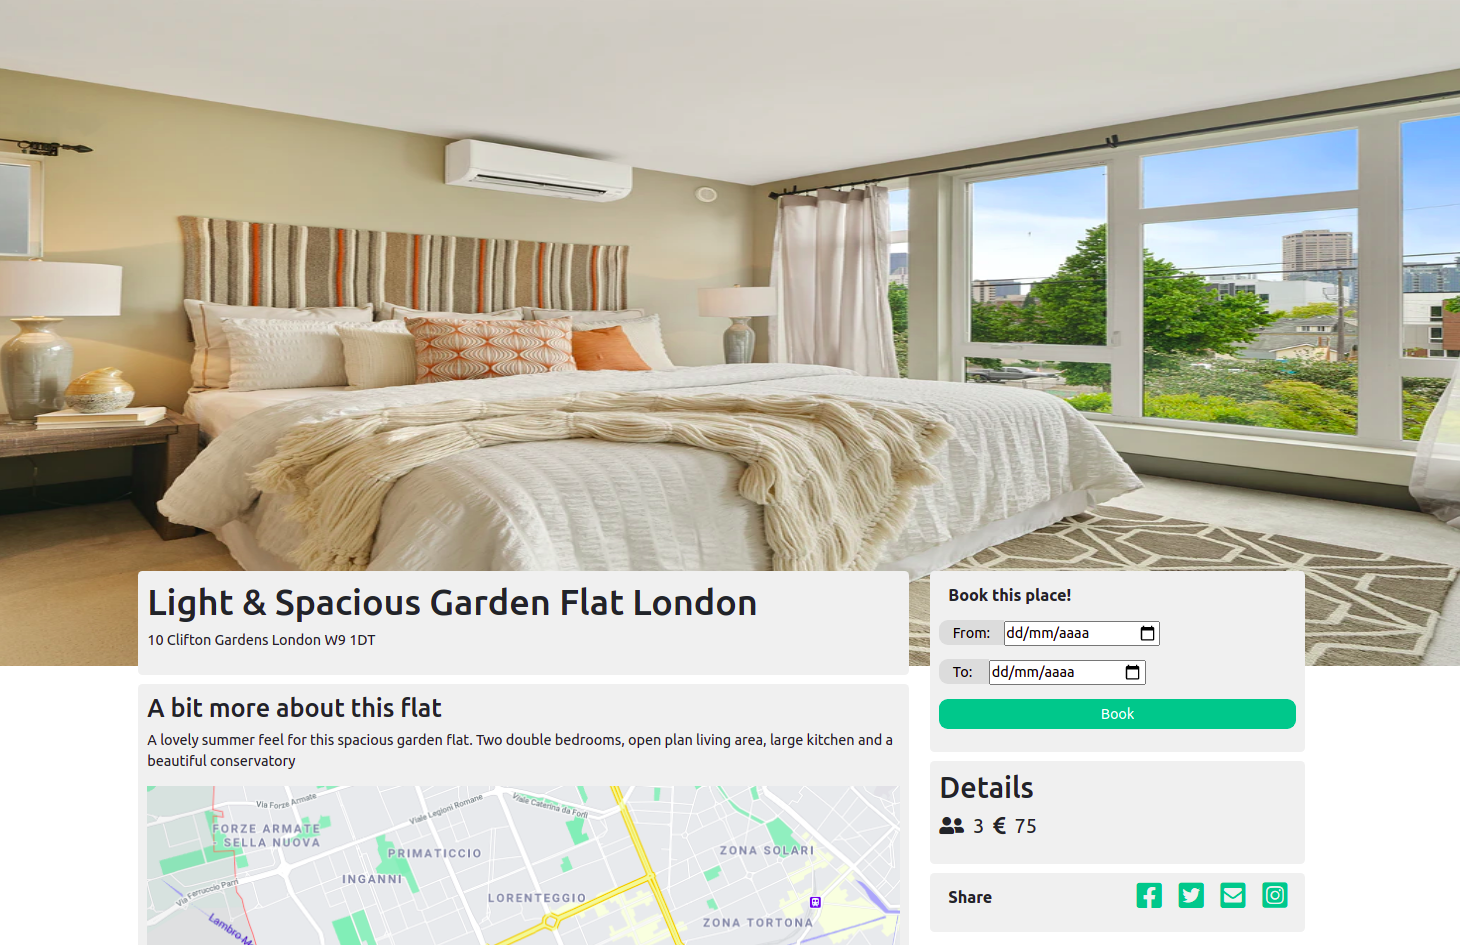 Light & Spacious Garden Flat London
10 Clifton Gardens London W9 1DT
A bit more about this flat
A lovely summer feel for this spacious garden flat. Two double bedrooms, open plan living area, large kitchen and a
beautiful conservatory
Via Forze Armate
Via Legioni Romane
Viale Caterina da Forlì
FORZE ARMATE
SELLA NUOVA
PRIMATICCIO
ZONA SOLARI
INGANNI
Via Ferruccio Parri
LORENTEGGIO
ZONA TORTONA
Lambro M
Book this place!
From: dd/mm/aaaa
To: dd/mm/aaaa
Book
Details
3 € 75
Share